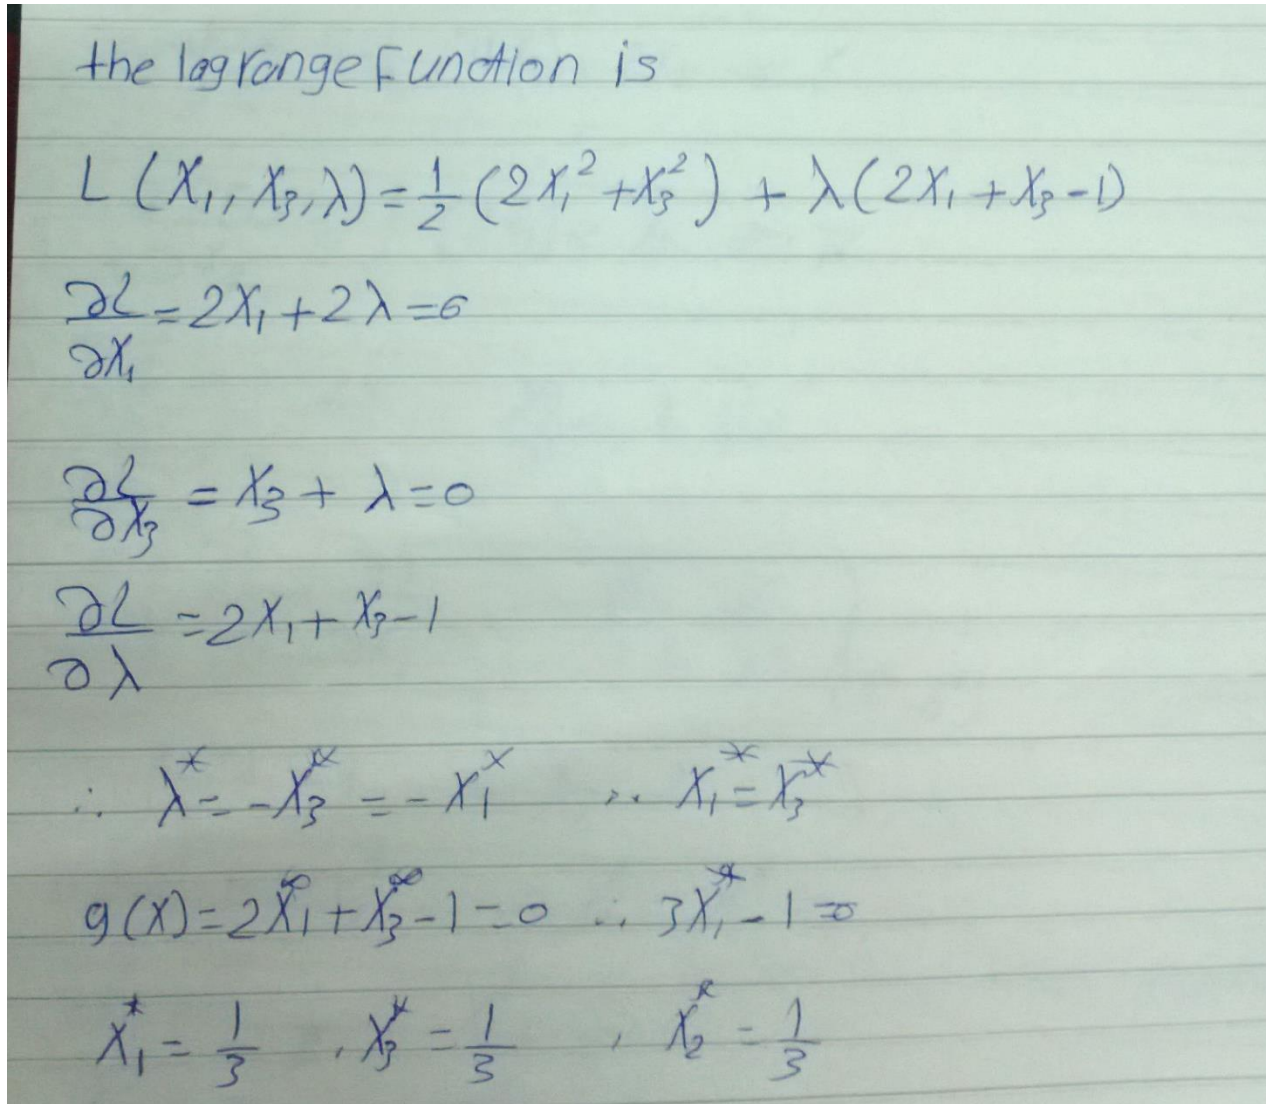 the lagrange Function is
L (X₁, X₃, λ) = 1/2 (2X₁² + X₃²) + λ(2X₁ + X₃ - 1)
∂L/∂X₁ = 2X₁ + 2λ = 0
∂L/∂X₃ = X₃ + λ = 0
∂L/∂λ = 2X₁ + X₃ - 1
∴ λ* = -X₃* = -X₁* ∴ X₁* = X₃*
g(X) = 2X₁* + X₃* - 1 = 0 ∴ 3X₁* - 1 = 0
X₁* = 1/3 , X₃* = 1/3 , X₂* = 1/3